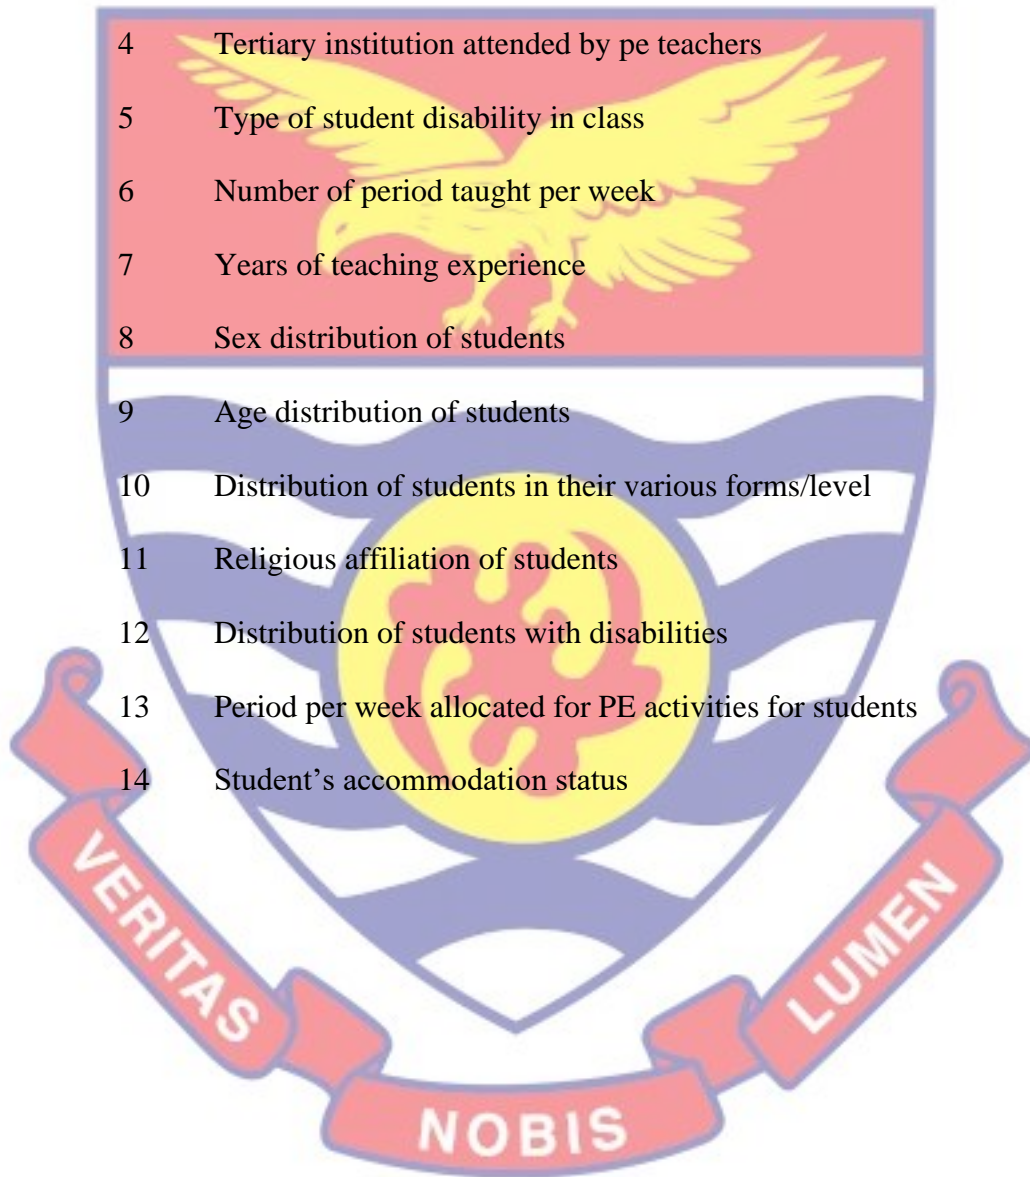 4 Tertiary institution attended by pe teachers
5 Type of student disability in class
6 Number of period taught per week
7 Years of teaching experience
8 Sex distribution of students
9 Age distribution of students
10 Distribution of students in their various forms/level
11 Religious affiliation of students
12 Distribution of students with disabilities
13 Period per week allocated for PE activities for students
14 Student’s accommodation status
VERITAS
NOBIS
LUMEN